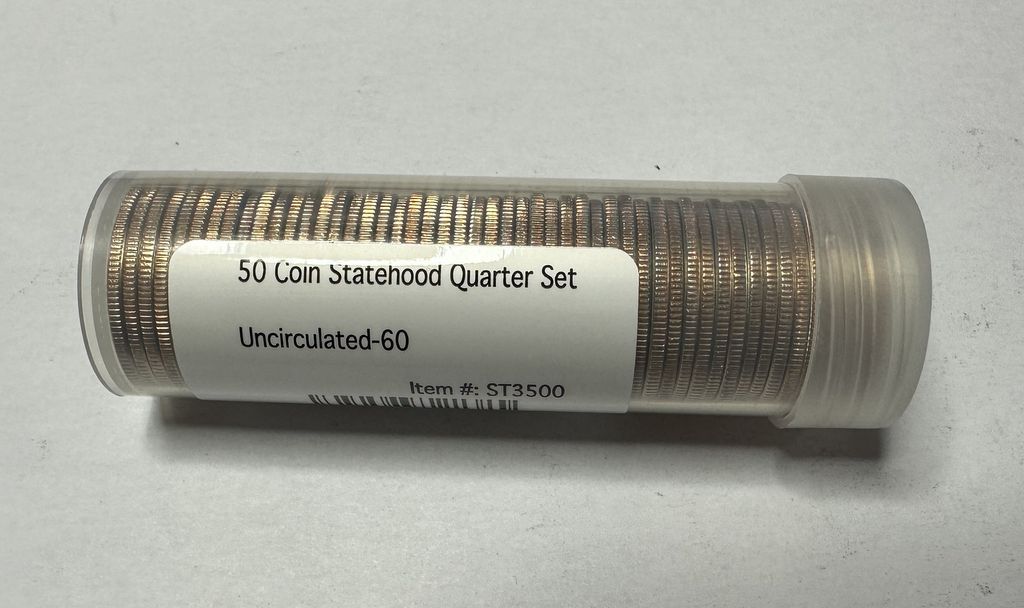 50 Coin Statehood Quarter Set
Uncirculated-60
Item #: ST3500